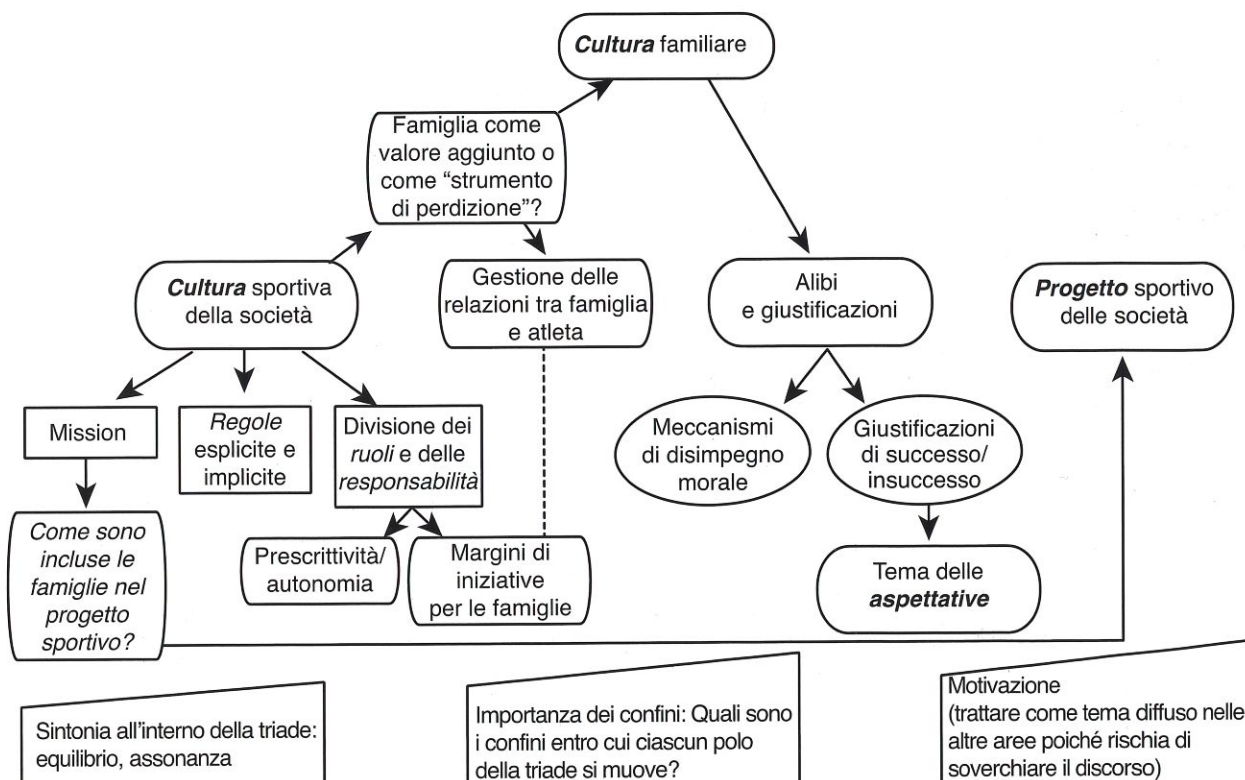 Cultura familiare
Famiglia come
valore aggiunto o
come “strumento
di perdizione”?
Cultura sportiva
della società
Gestione delle
relazioni tra famiglia
e atleta
Alibi
e giustificazioni
Progetto sportivo
delle società
Mission
Regole
esplicite e
implicite
Divisione dei
ruoli e delle
responsabilità
Meccanismi
di disimpegno
morale
Giustificazioni
di successo/
insuccesso
Come sono
incluse le
famiglie nel
progetto
sportivo?
Prescrittività/
autonomia
Margini di
iniziative
per le famiglie
Tema delle
aspettative
Sintonia all'interno della triade:
equilibrio, assonanza
Importanza dei confini: Quali sono
i confini entro cui ciascun polo
della triade si muove?
Motivazione
(trattare come tema diffuso nelle
altre aree poiché rischia di
soverchiare il discorso)